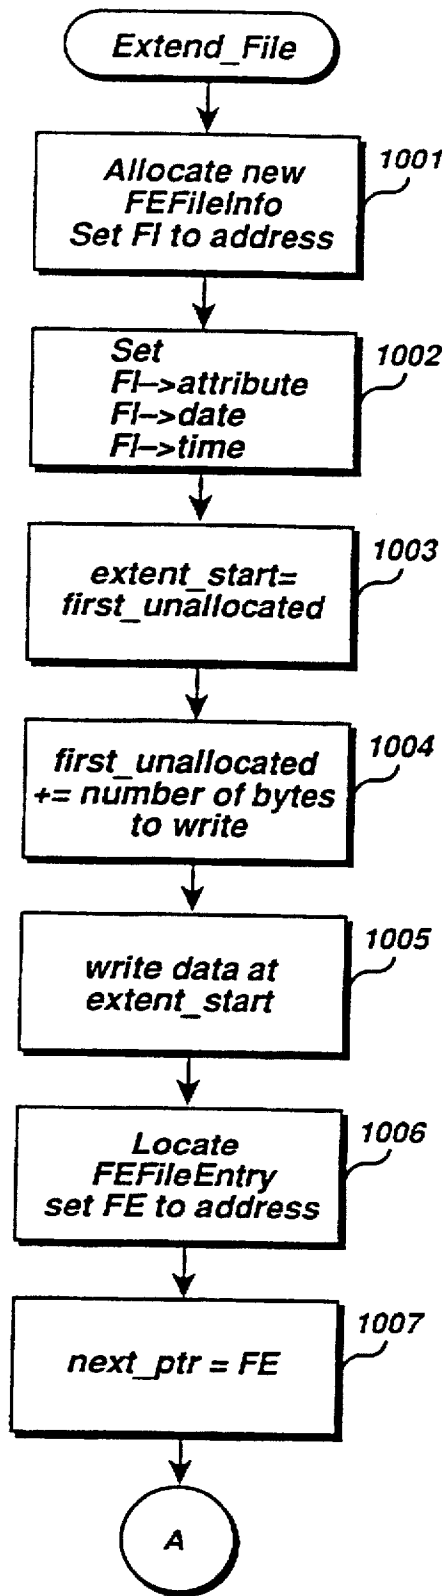 Extend_File
1001
Allocate new
FEFileInfo
Set FI to address
1002
Set
FI->attribute
FI->date
FI->time
1003
extent_start=
first_unallocated
1004
first_unallocated
+= number of bytes
to write
1005
write data at
extent_start
1006
Locate
FEFileEntry
set FE to address
1007
next_ptr = FE
A